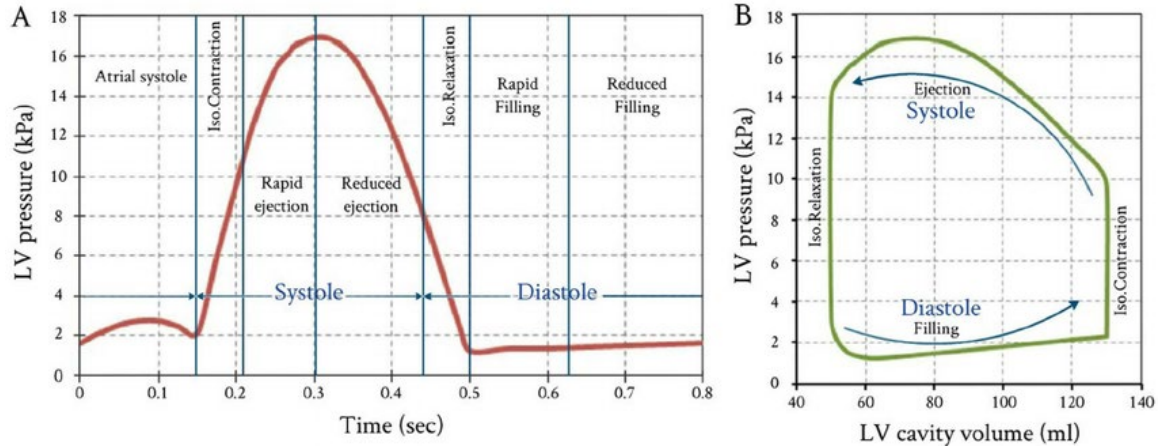 A
LV pressure (kPa)
18
16
14
12
10
8
6
4
2
0
Atrial systole
Iso.Contraction
Rapid
ejection
Reduced
ejection
Iso.Relaxation
Rapid
Filling
Reduced
Filling
Systole
Diastole
0
0.1
0.2
0.3
0.4
0.5
0.6
0.7
0.8
Time (sec)
B
LV pressure (kPa)
18
16
14
12
10
8
6
4
2
0
Iso.Relaxation
Ejection
Systole
Iso.Contraction
Diastole
Filling
40
60
80
100
120
140
LV cavity volume (ml)